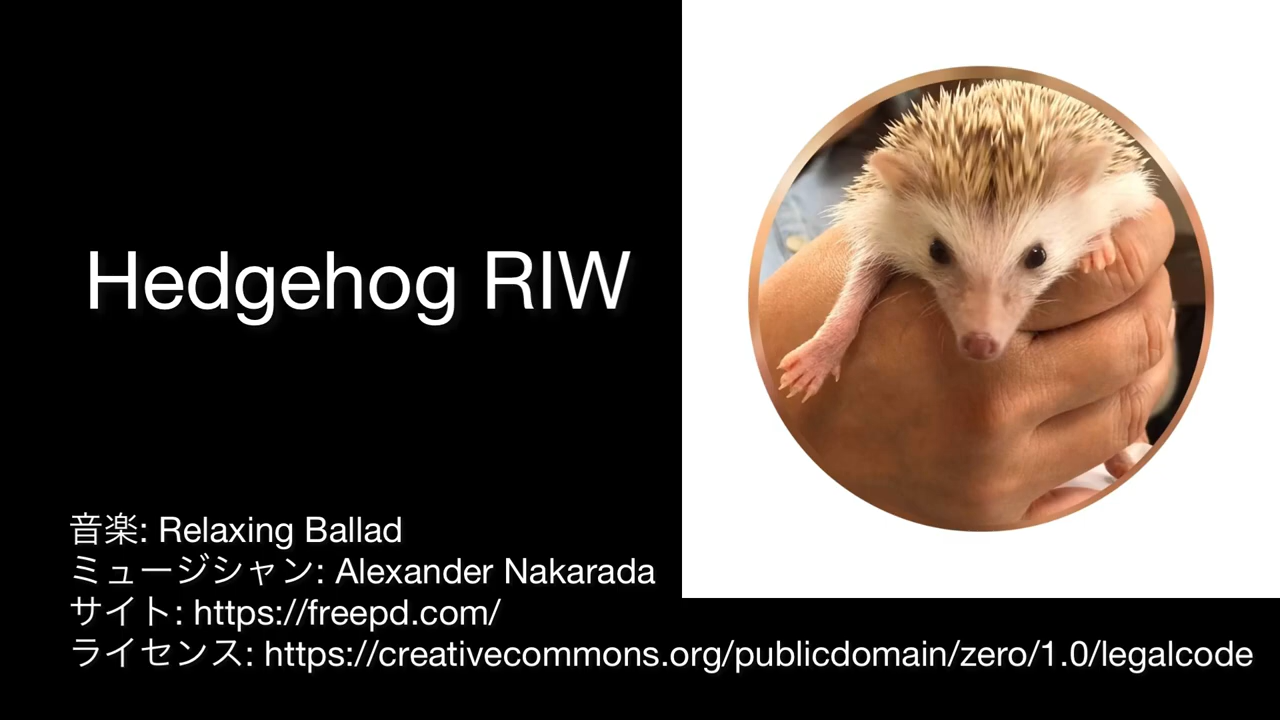 Hedgehog RIW
音楽: Relaxing Ballad
ミュージシャン: Alexander Nakarada
サイト: https://freepd.com/
ライセンス: https://creativecommons.org/publicdomain/zero/1.0/legalcode